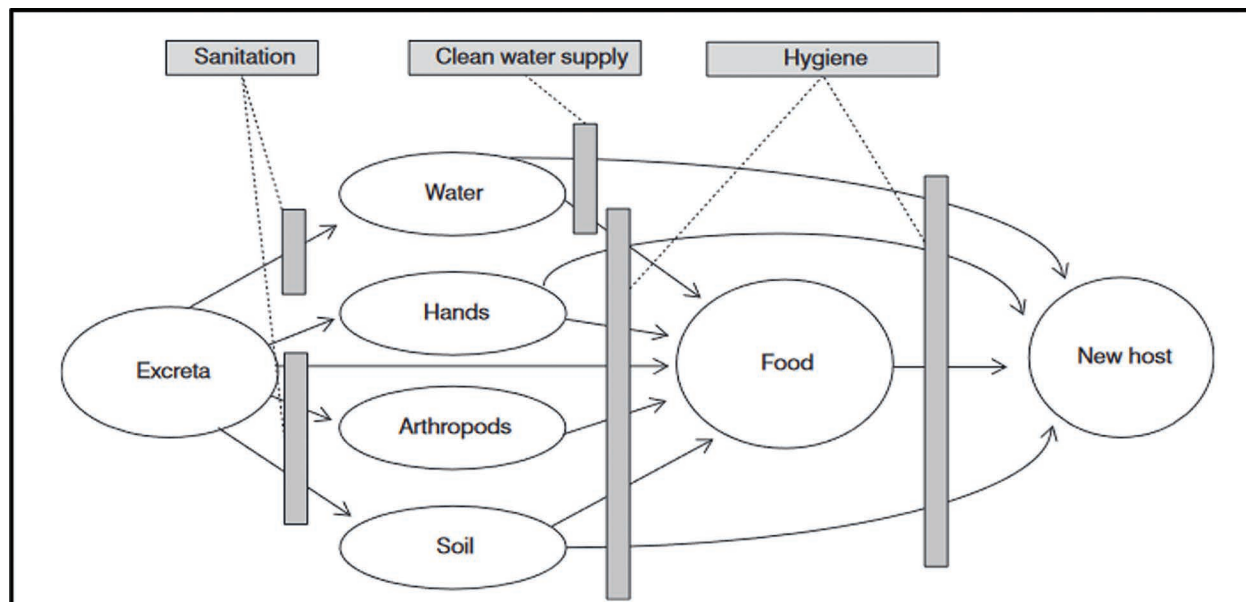 Sanitation
Clean water supply
Hygiene
Water
Hands
Excreta
Food
New host
Arthropods
Soil